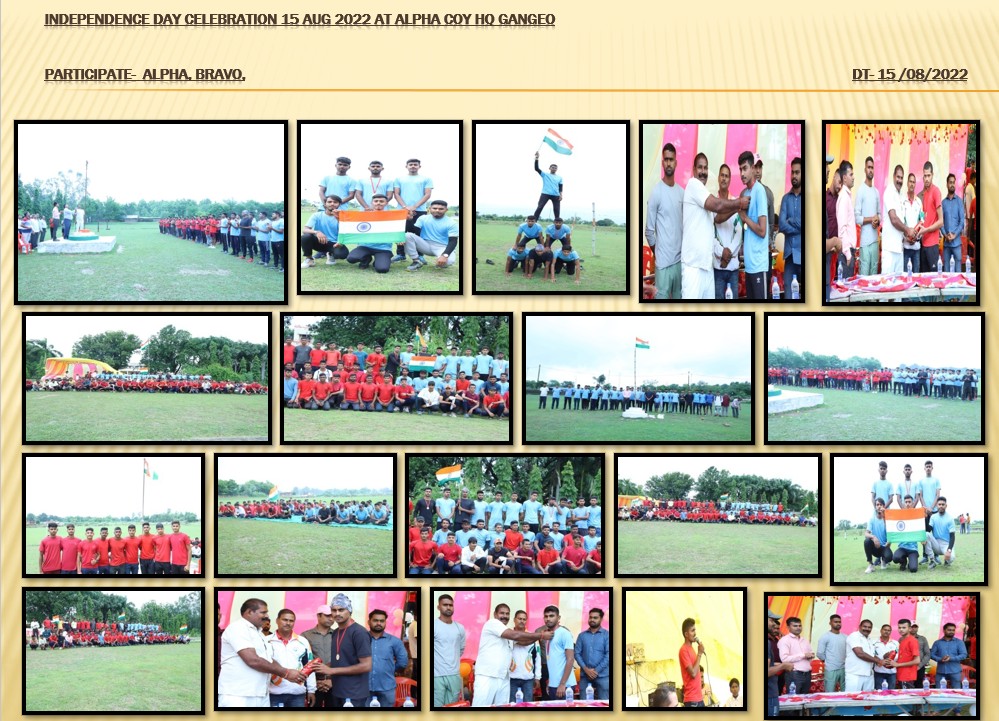 INDEPENDENCE DAY CELEBRATION 15 AUG 2022 AT ALPHA COY HQ GANGEO
PARTICIPATE- ALPHA, BRAVO, DT- 15 /08/2022